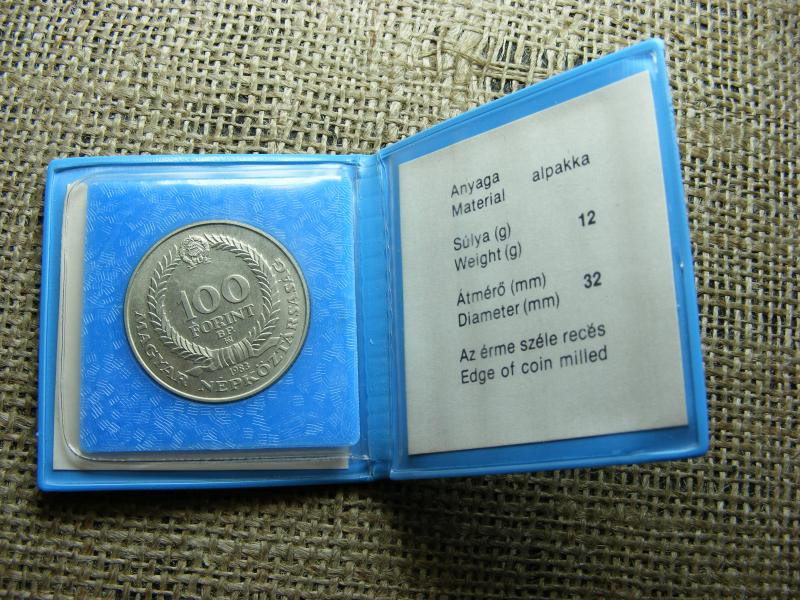 100
FORINT
BP.
1983
MAGYAR NÉPKÖZTÁRSASÁG
Anyaga alpakka
Material
Súlya (g) 12
Weight (g)
Átmérő (mm) 32
Diameter (mm)
Az érme széle recés
Edge of coin milled